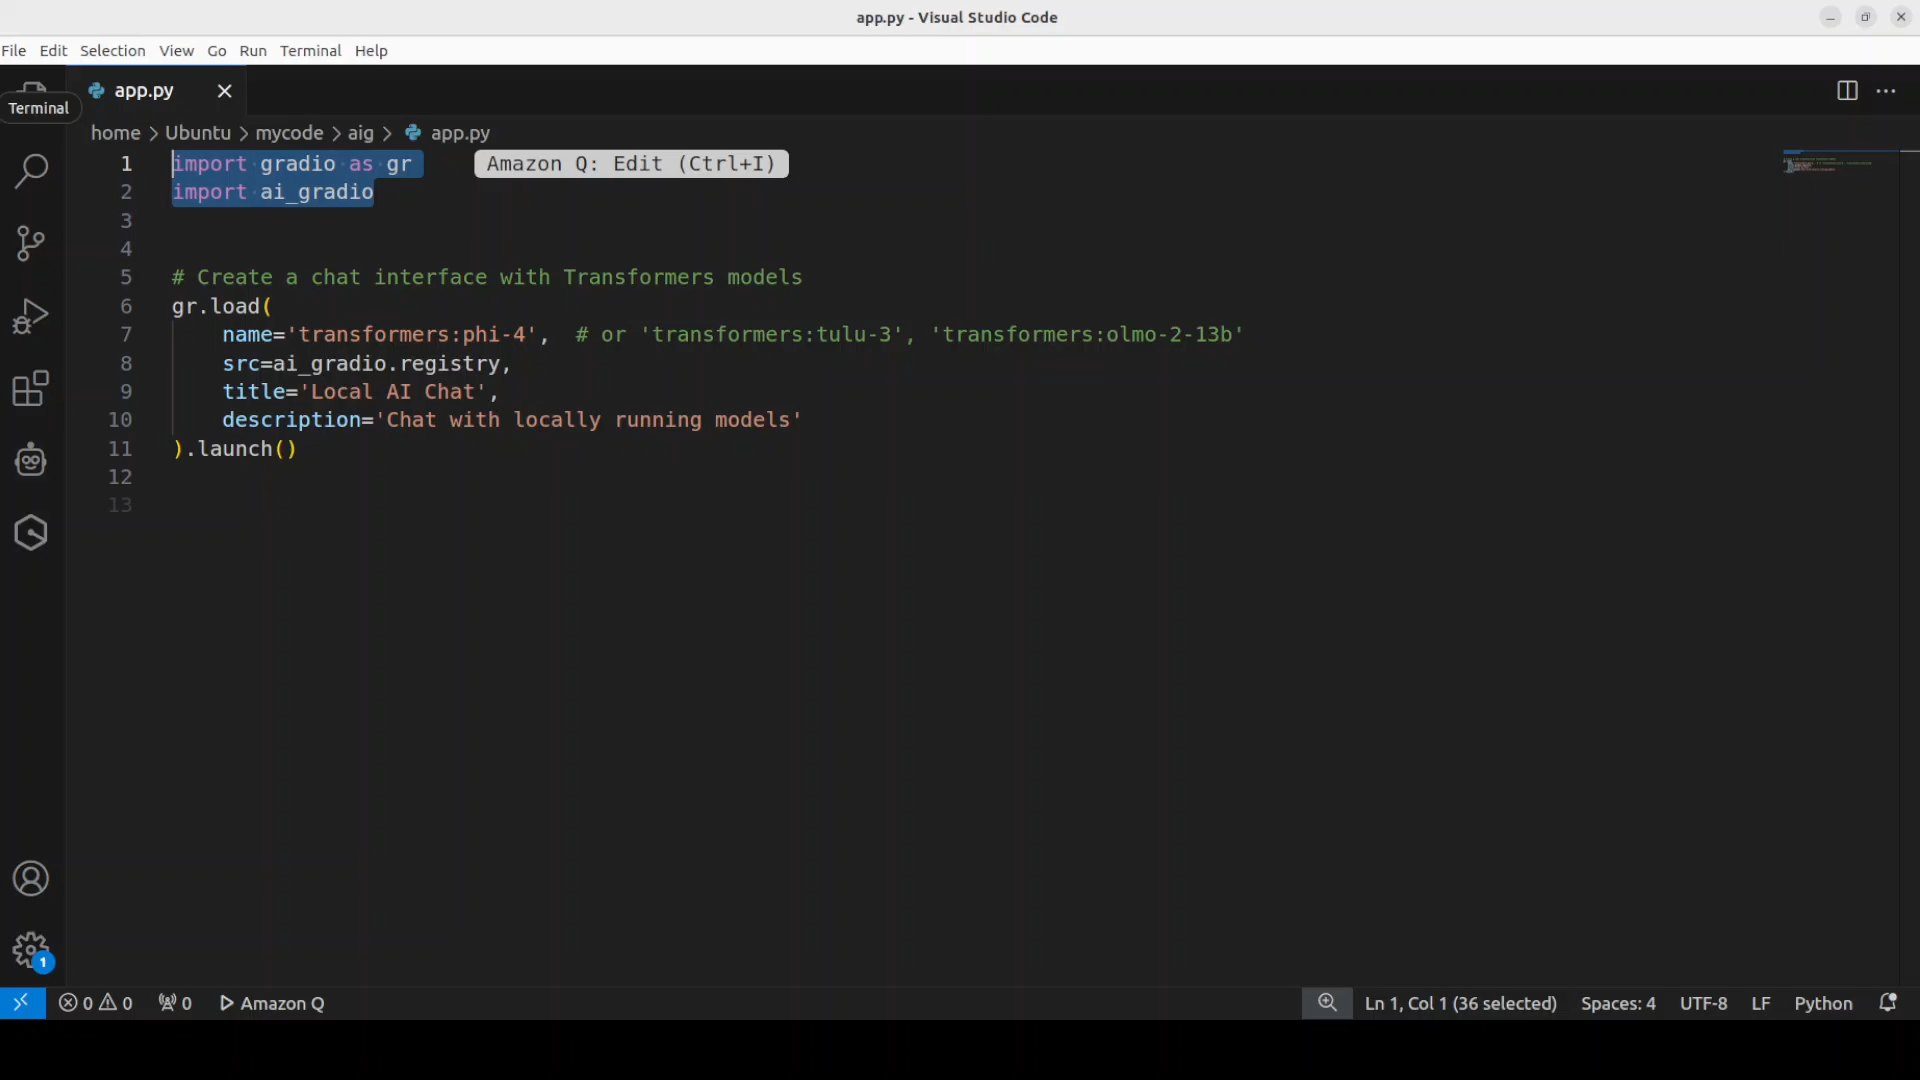 app.py - Visual Studio Code
File Edit Selection View Go Run Terminal Help
app.py
Terminal
home > Ubuntu > mycode > aig > app.py
1 import gradio as gr Amazon Q: Edit (Ctrl+I)
2 import ai_gradio
3
4
5 # Create a chat interface with Transformers models
6 gr.load(
7 name='transformers:phi-4', # or 'transformers:tulu-3', 'transformers:olmo-2-13b'
8 src=ai_gradio.registry,
9 title='Local AI Chat',
10 description='Chat with locally running models'
11 ).launch()
12
13
1
0 0 0 Amazon Q Ln 1, Col 1 (36 selected) Spaces: 4 UTF-8 LF Python